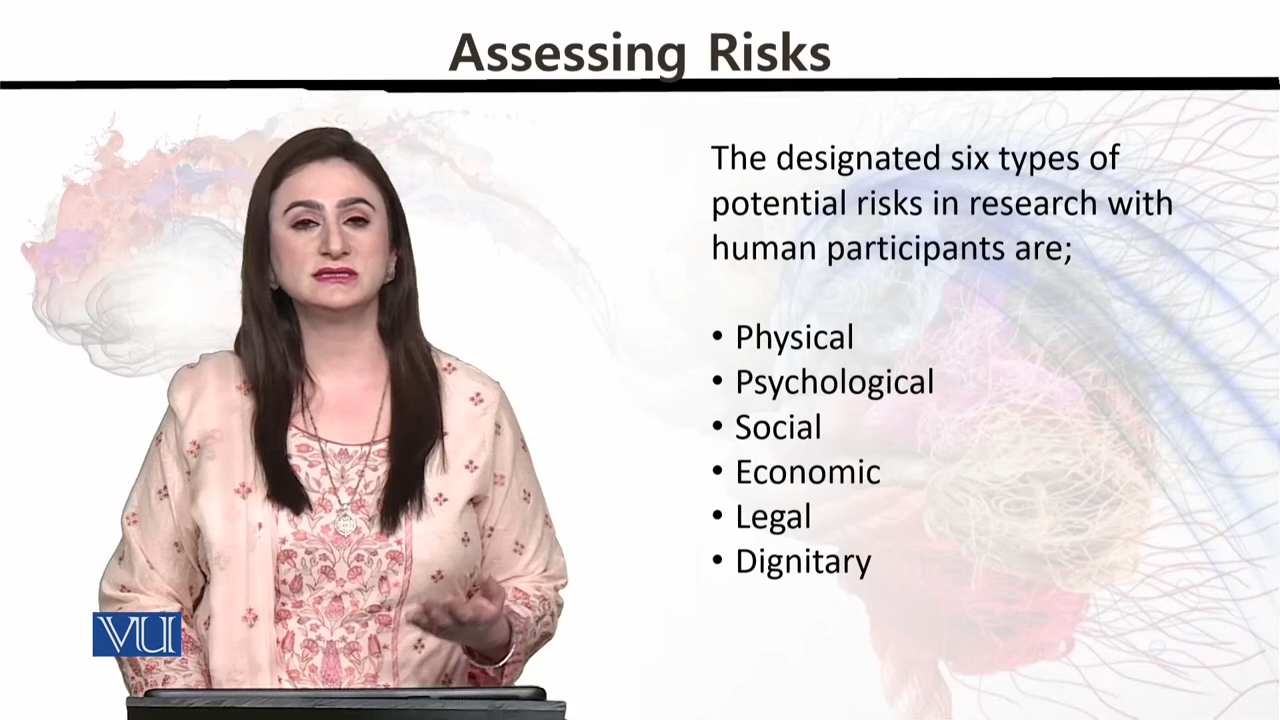 Assessing Risks
The designated six types of
potential risks in research with
human participants are;
• Physical
• Psychological
• Social
• Economic
• Legal
• Dignitary
VU